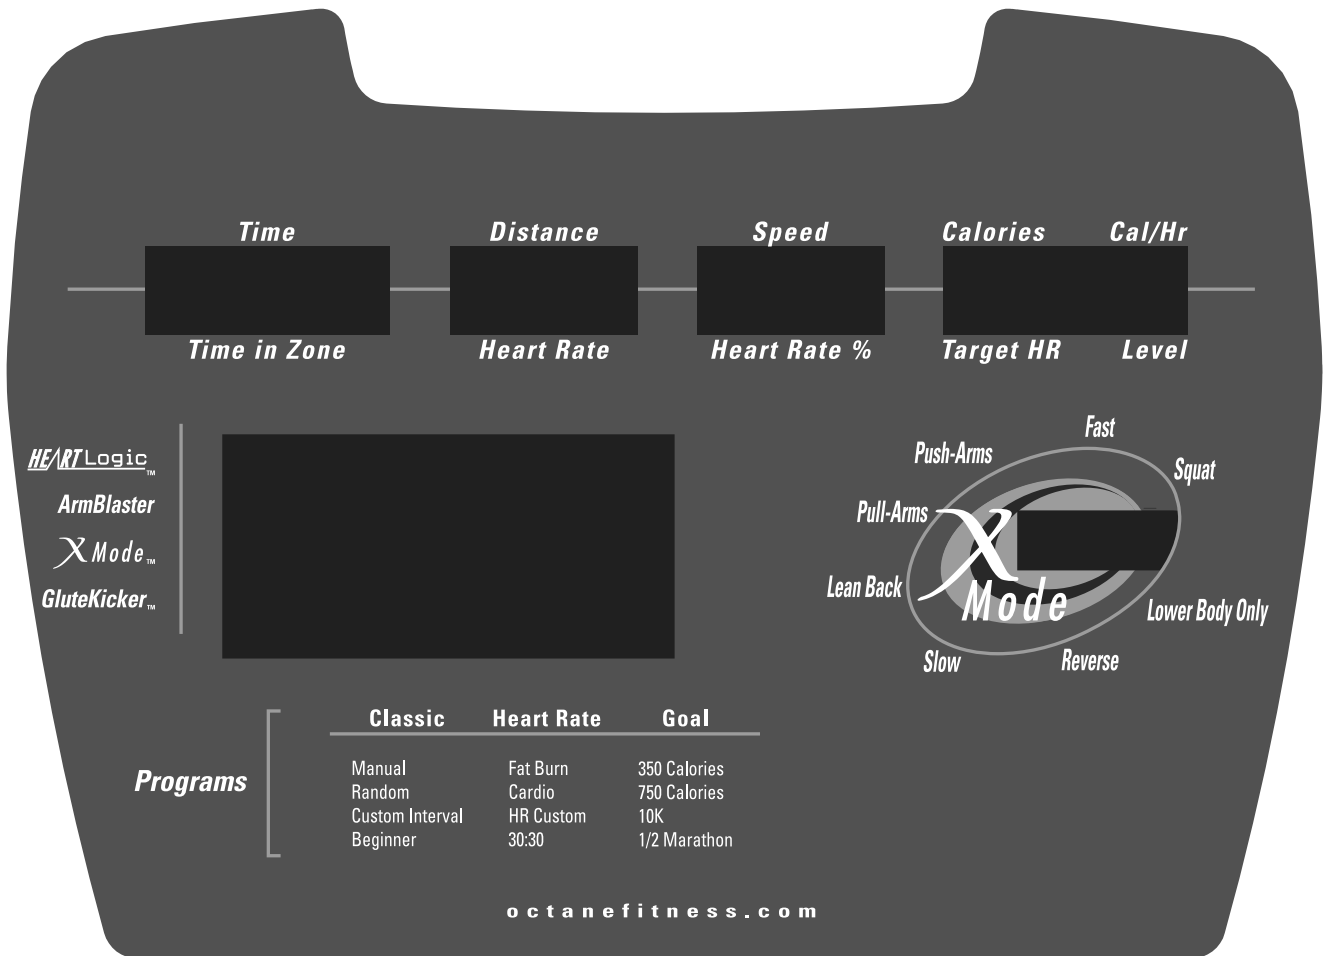 Time Distance Speed Calories Cal/Hr
Time in Zone Heart Rate Heart Rate % Target HR Level
HEARTLogic™
ArmBlaster
XMode™
GluteKicker™
Fast
Push-Arms
Squat
Pull-Arms
X
Mode
Lean Back
Lower Body Only
Slow
Reverse
Programs
Classic Heart Rate Goal
Manual Fat Burn 350 Calories
Random Cardio 750 Calories
Custom Interval HR Custom 10K
Beginner 30:30 1/2 Marathon
octanefitness.com